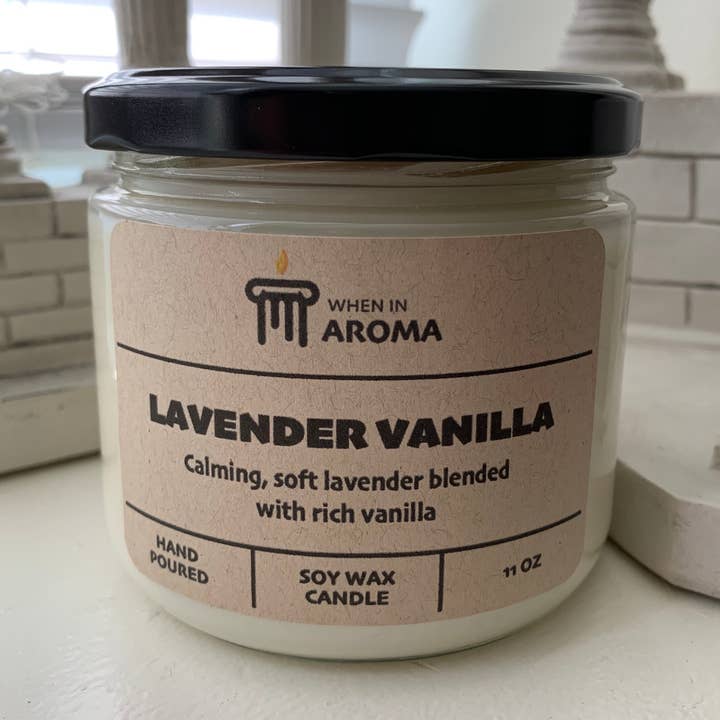 WHEN IN
AROMA
LAVENDER VANILLA
Calming, soft lavender blended
with rich vanilla
HAND
POURED
SOY WAX
CANDLE
11 OZ